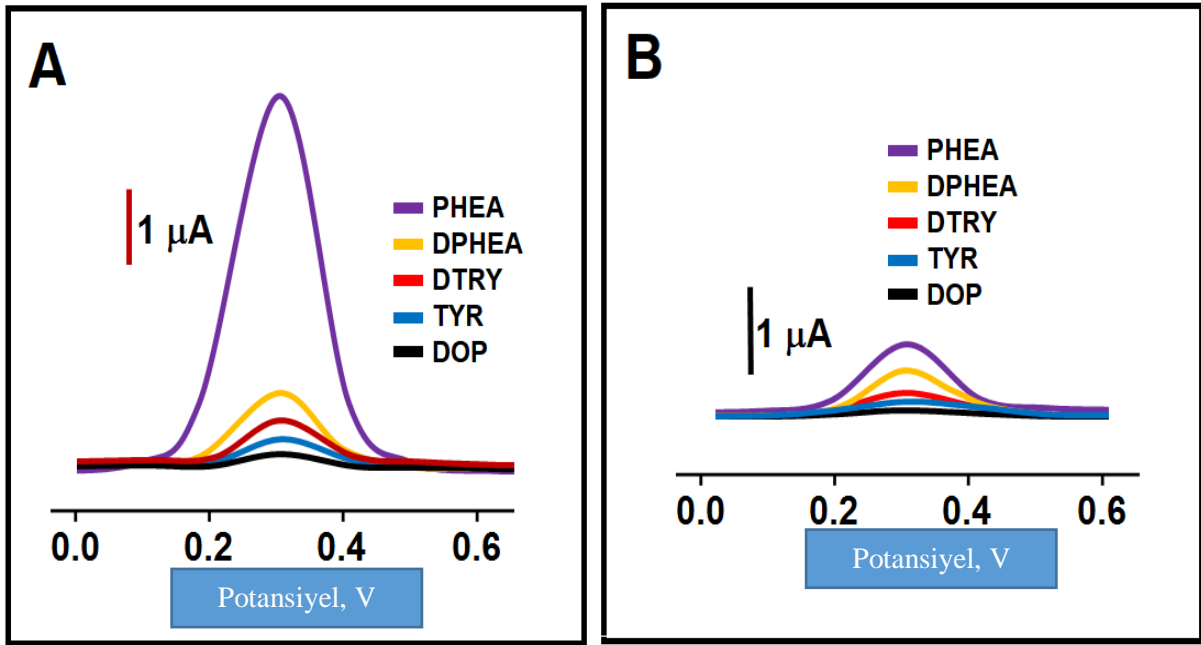 A
1 μA
PHEA
DPHEA
DTRY
TYR
DOP
0.0 0.2 0.4 0.6
Potansiyel, V
B
PHEA
DPHEA
DTRY
TYR
DOP
1 μA
0.0 0.2 0.4 0.6
Potansiyel, V